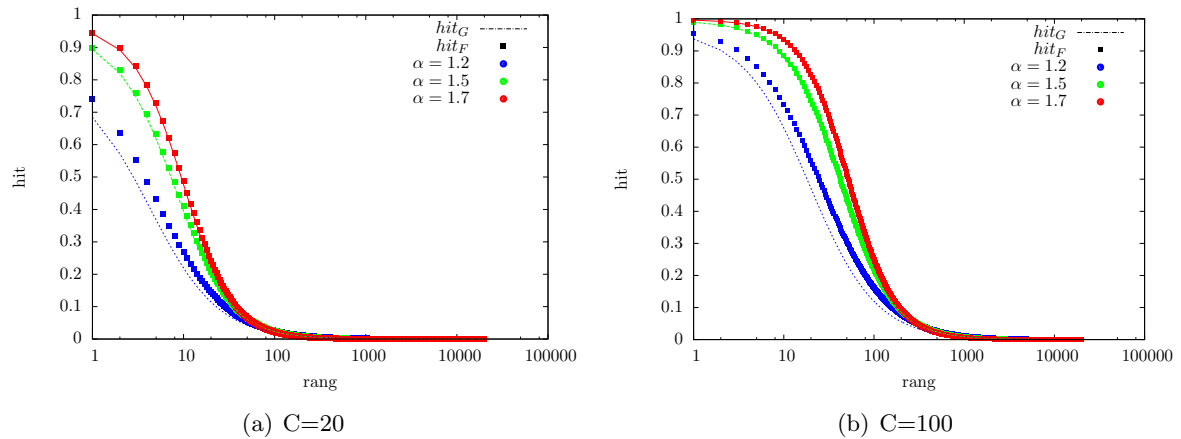 hit_G
hit_F
α = 1.2
α = 1.5
α = 1.7
1
0.9
0.8
0.7
0.6
0.5
0.4
0.3
0.2
0.1
0
hit
1 10 100 1000 10000 100000
rang
(a) C=20
hit_G
hit_F
α = 1.2
α = 1.5
α = 1.7
1
0.9
0.8
0.7
0.6
0.5
0.4
0.3
0.2
0.1
0
hit
1 10 100 1000 10000 100000
rang
(b) C=100